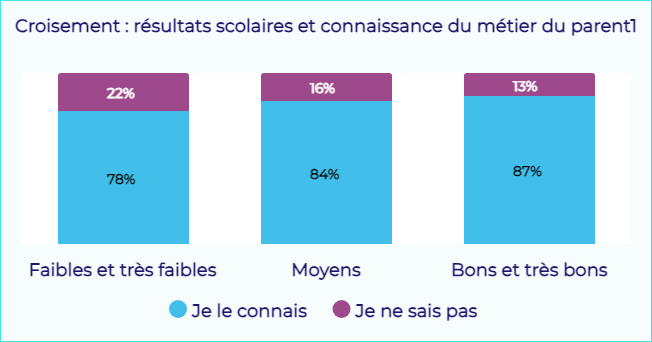 Croisement : résultats scolaires et connaissance du métier du parent1
22% 16% 13%
78% 84% 87%
Faibles et très faibles Moyens Bons et très bons
Je le connais Je ne sais pas